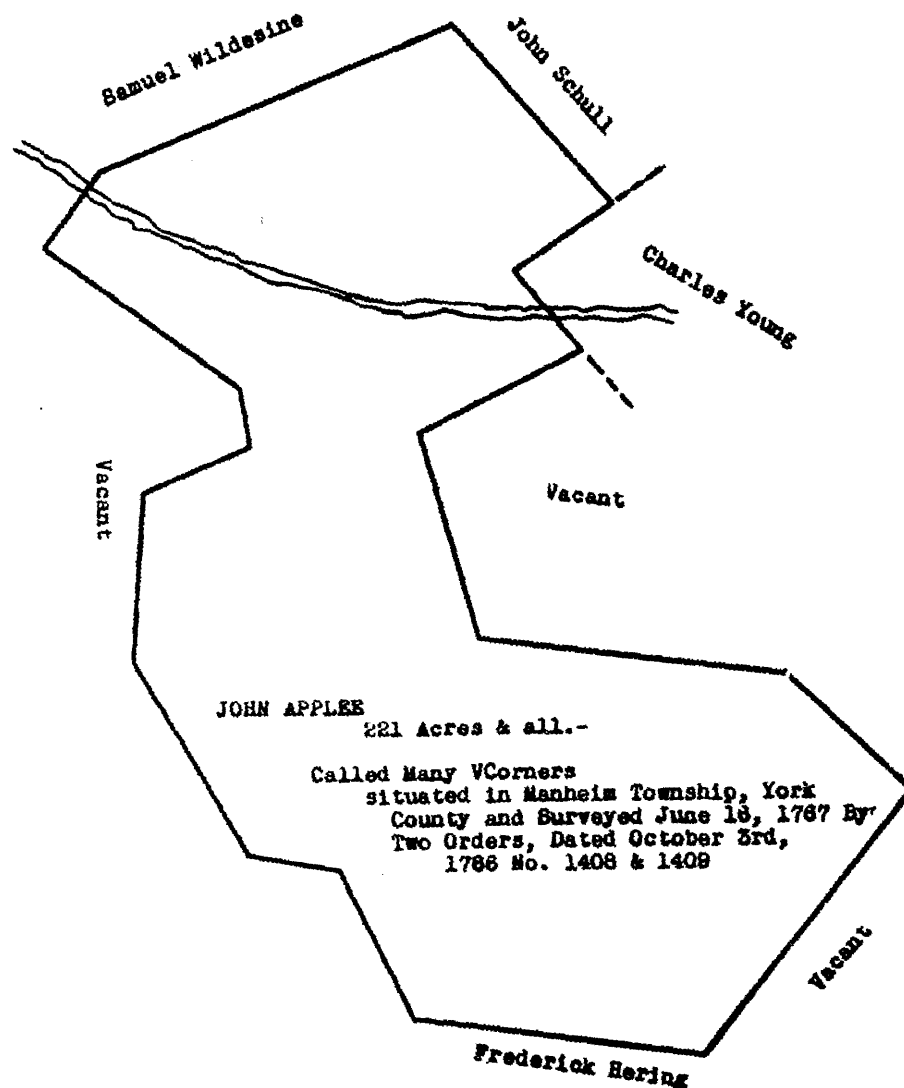 Samuel Wildesine
John Schull
Charles Young
Vacant
Vacant
JOHN APPLEE
221 Acres & all.-
Called Many VCorners
situated in Manheim Township, York
County and Surveyed June 18, 1767 By
Two Orders, Dated October 3rd,
1766 No. 1408 & 1409
Vacant
Frederick Hering